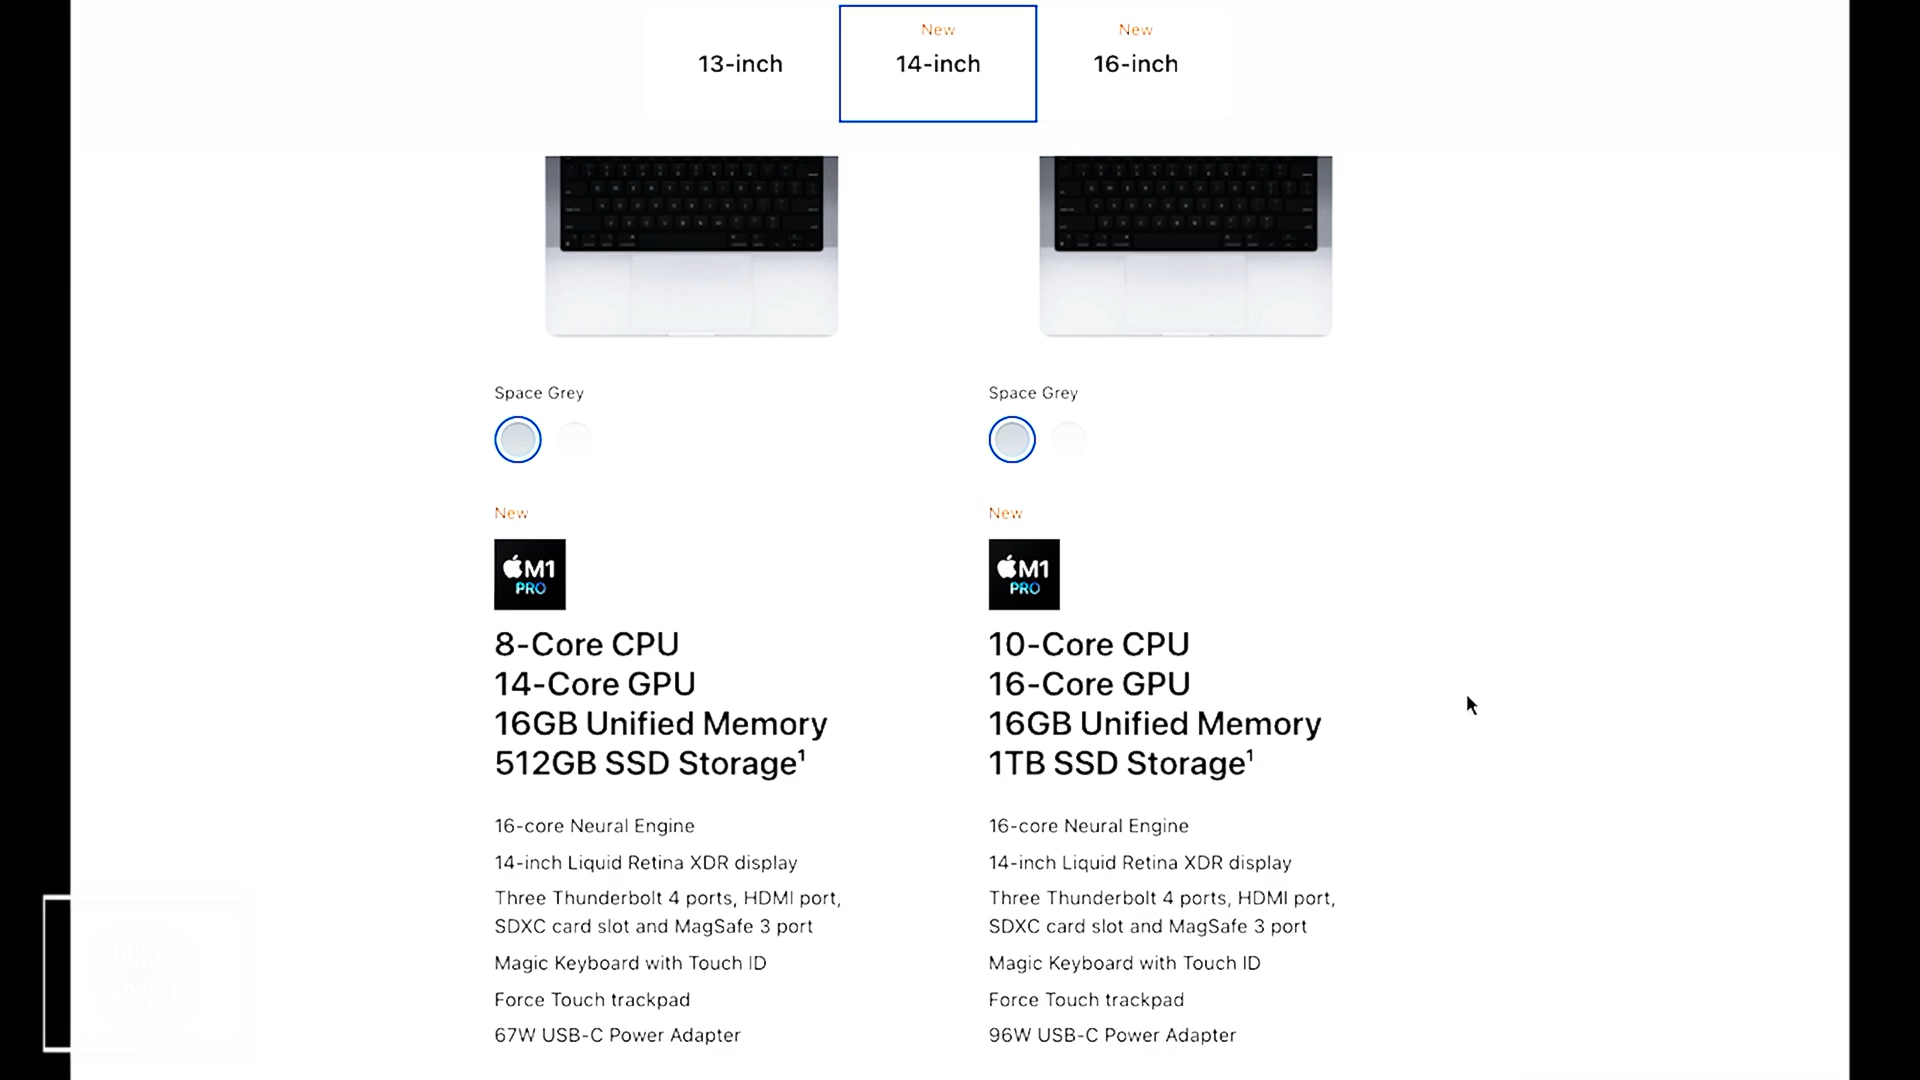 New
New
13-inch
14-inch
16-inch
Space Grey
New
M1
PRO
8-Core CPU
14-Core GPU
16GB Unified Memory
512GB SSD Storage¹
16-core Neural Engine
14-inch Liquid Retina XDR display
Three Thunderbolt 4 ports, HDMI port,
SDXC card slot and MagSafe 3 port
Magic Keyboard with Touch ID
Force Touch trackpad
67W USB-C Power Adapter
Space Grey
New
M1
PRO
10-Core CPU
16-Core GPU
16GB Unified Memory
1TB SSD Storage¹
16-core Neural Engine
14-inch Liquid Retina XDR display
Three Thunderbolt 4 ports, HDMI port,
SDXC card slot and MagSafe 3 port
Magic Keyboard with Touch ID
Force Touch trackpad
96W USB-C Power Adapter